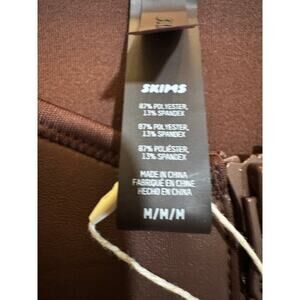 SKIMS
87% POLYESTER,
13% SPANDEX
87% POLYESTER,
13% SPANDEX
87% POLIÉSTER,
13% SPANDEX
MADE IN CHINA
FABRIQUÉ EN CHINE
HECHO EN CHINA
M/M/M